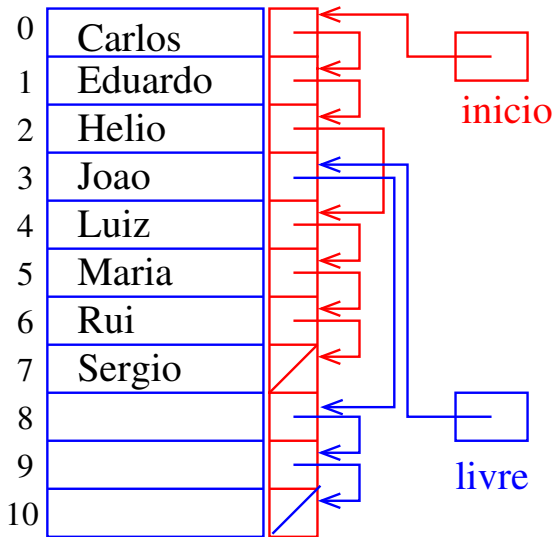 0 Carlos
1 Eduardo
inicio
2 Helio
3 Joao
4 Luiz
5 Maria
6 Rui
7 Sergio
8
9
livre
10